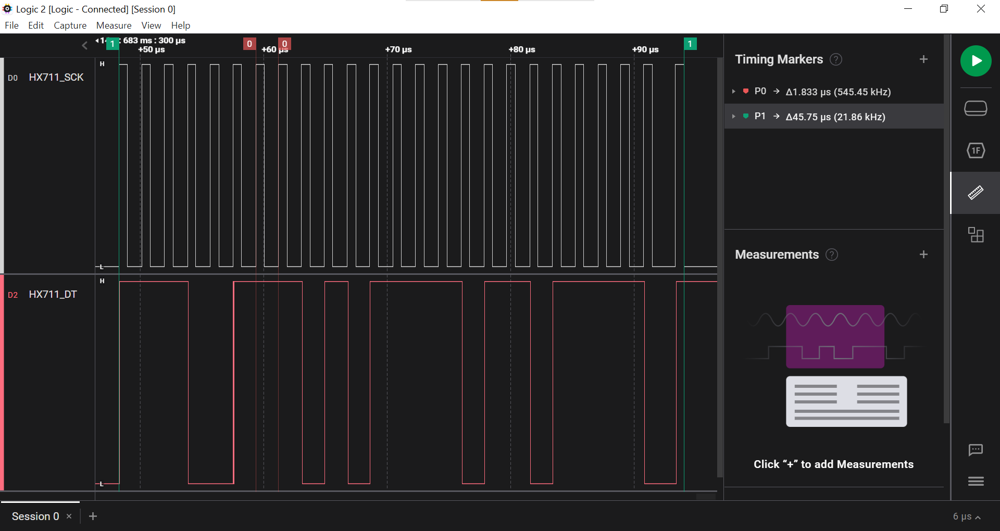 Logic 2 [Logic - Connected] [Session 0]
File Edit Capture Measure View Help
: 683 ms : 300 µs
1 0 0 1
+50 µs +60 µs +70 µs +80 µs +90 µs
H
D0 HX711_SCK
L
H
D2 HX711_DT
L
Timing Markers ? +
P0 → Δ1.833 µs (545.45 kHz)
P1 → Δ45.75 µs (21.86 kHz)
1F
Measurements ? +
Click “+” to add Measurements
Session 0 × +
6 µs